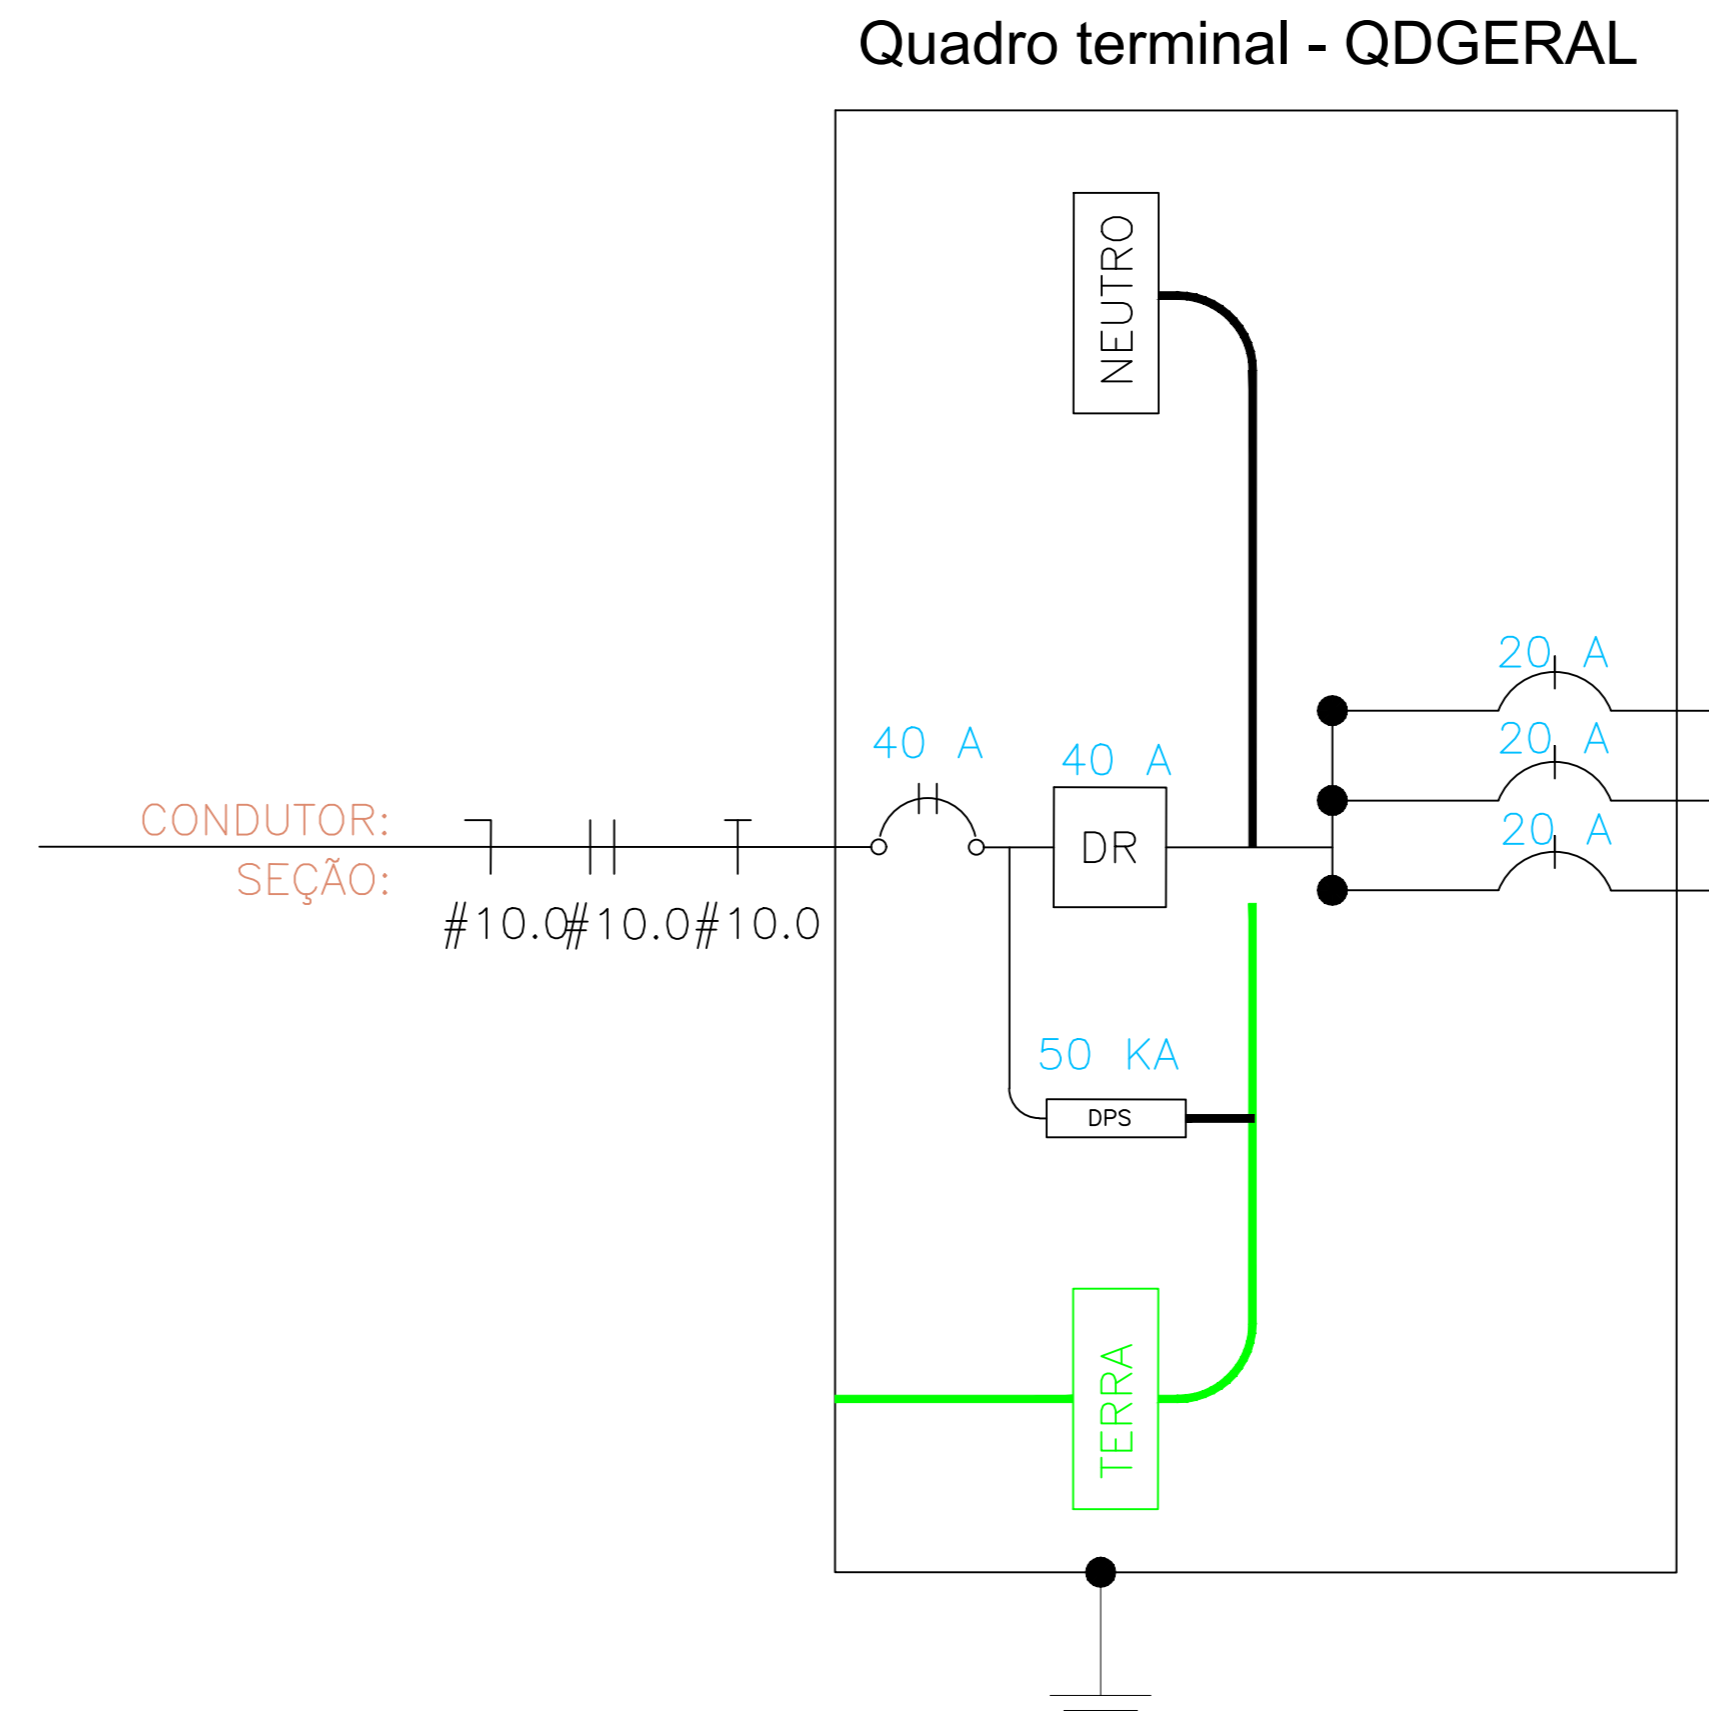 Quadro terminal - QDGERAL
NEUTRO
20 A
20 A
20 A
40 A
40 A
DR
CONDUTOR:
SEÇÃO:
#10.0
#10.0
#10.0
50 KA
DPS
TERRA